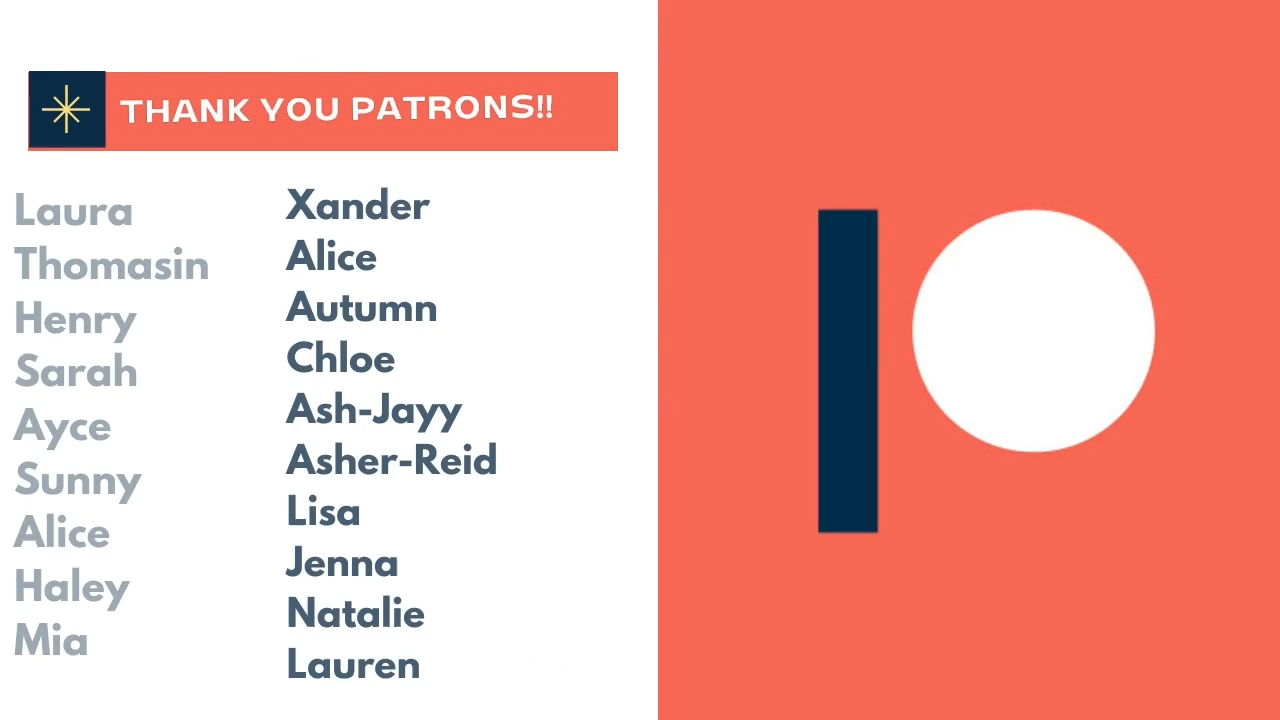 THANK YOU PATRONS!!
Laura
Thomasin
Henry
Sarah
Ayce
Sunny
Alice
Haley
Mia
Xander
Alice
Autumn
Chloe
Ash-Jayy
Asher-Reid
Lisa
Jenna
Natalie
Lauren